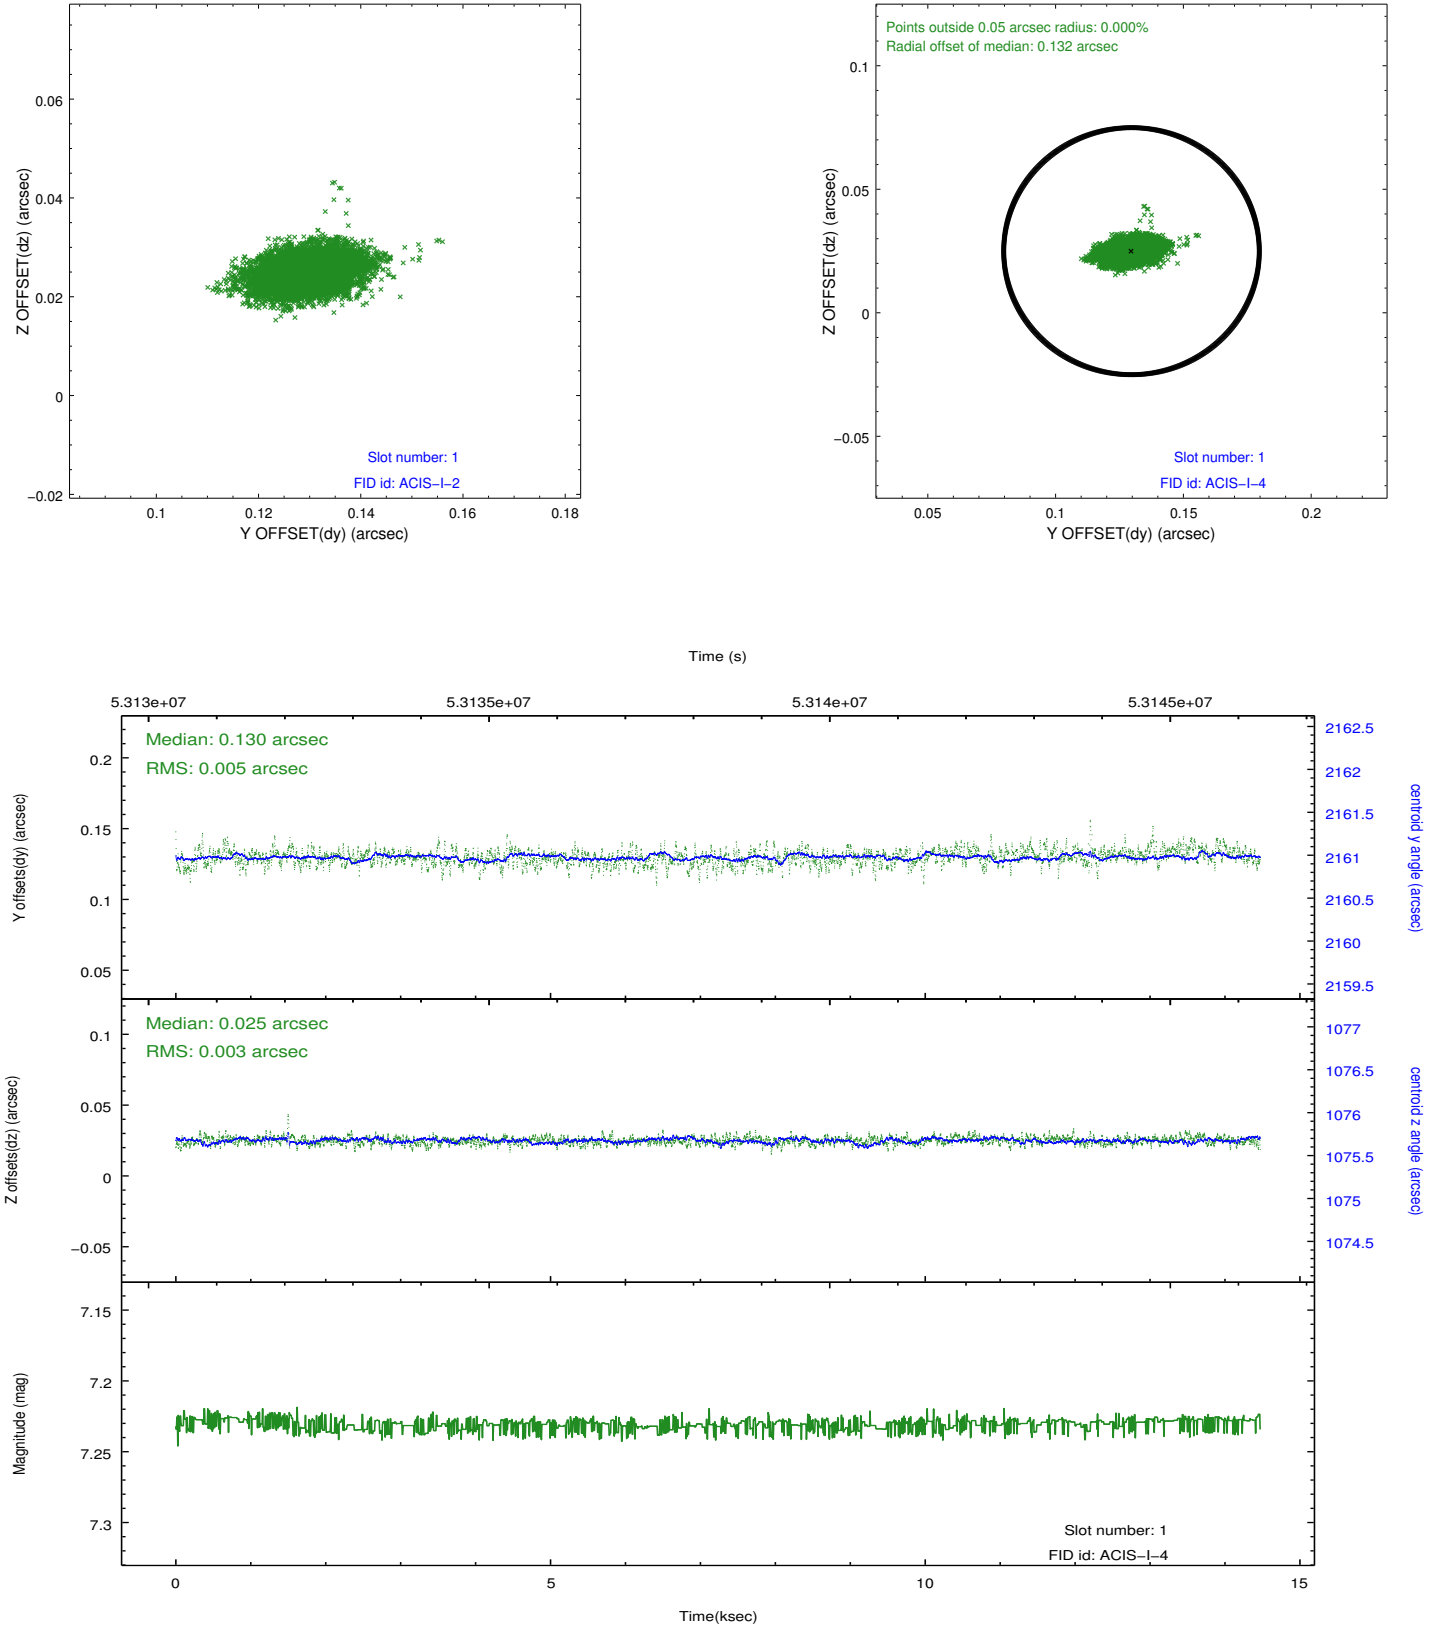 0.06
0.04
0.02
0
−0.02
Z OFFSET(dz) (arcsec)
Slot number: 1
FID id: ACIS−I−2
0.1
0.12
0.14
0.16
0.18
Y OFFSET(dy) (arcsec)
Points outside 0.05 arcsec radius: 0.000%
Radial offset of median: 0.132 arcsec
0.1
0.05
0
−0.05
Z OFFSET(dz) (arcsec)
Slot number: 1
FID id: ACIS−I−4
0.05
0.1
0.15
0.2
Y OFFSET(dy) (arcsec)
Time (s)
5.313e+07
5.3135e+07
5.314e+07
5.3145e+07
Median: 0.130 arcsec
RMS: 0.005 arcsec
0.2
0.15
0.1
0.05
Y offsets(dy) (arcsec)
2162.5
2162
2161.5
2161
2160.5
2160
2159.5
centroid y angle (arcsec)
Median: 0.025 arcsec
RMS: 0.003 arcsec
0.1
0.05
0
−0.05
Z offsets(dz) (arcsec)
1077
1076.5
1076
1075.5
1075
1074.5
centroid z angle (arcsec)
7.15
7.2
7.25
7.3
Magnitude (mag)
Slot number: 1
FID id: ACIS−I−4
0
5
10
15
Time(ksec)